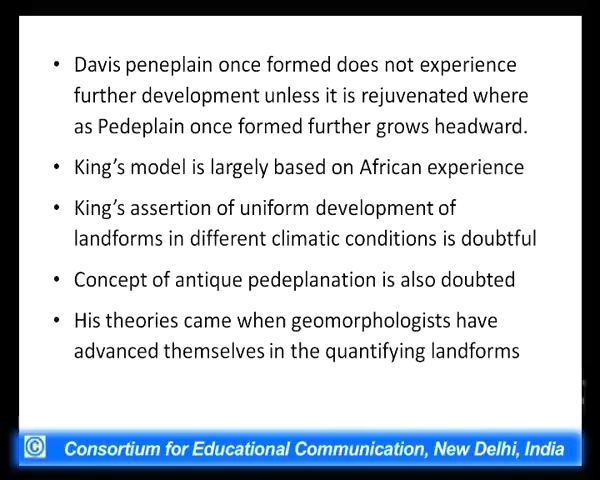 • Davis peneplain once formed does not experience
further development unless it is rejuvenated where
as Pedeplain once formed further grows headward.
• King's model is largely based on African experience
• King's assertion of uniform development of
landforms in different climatic conditions is doubtful
• Concept of antique pedeplanation is also doubted
• His theories came when geomorphologists have
advanced themselves in the quantifying landforms
© Consortium for Educational Communication, New Delhi, India